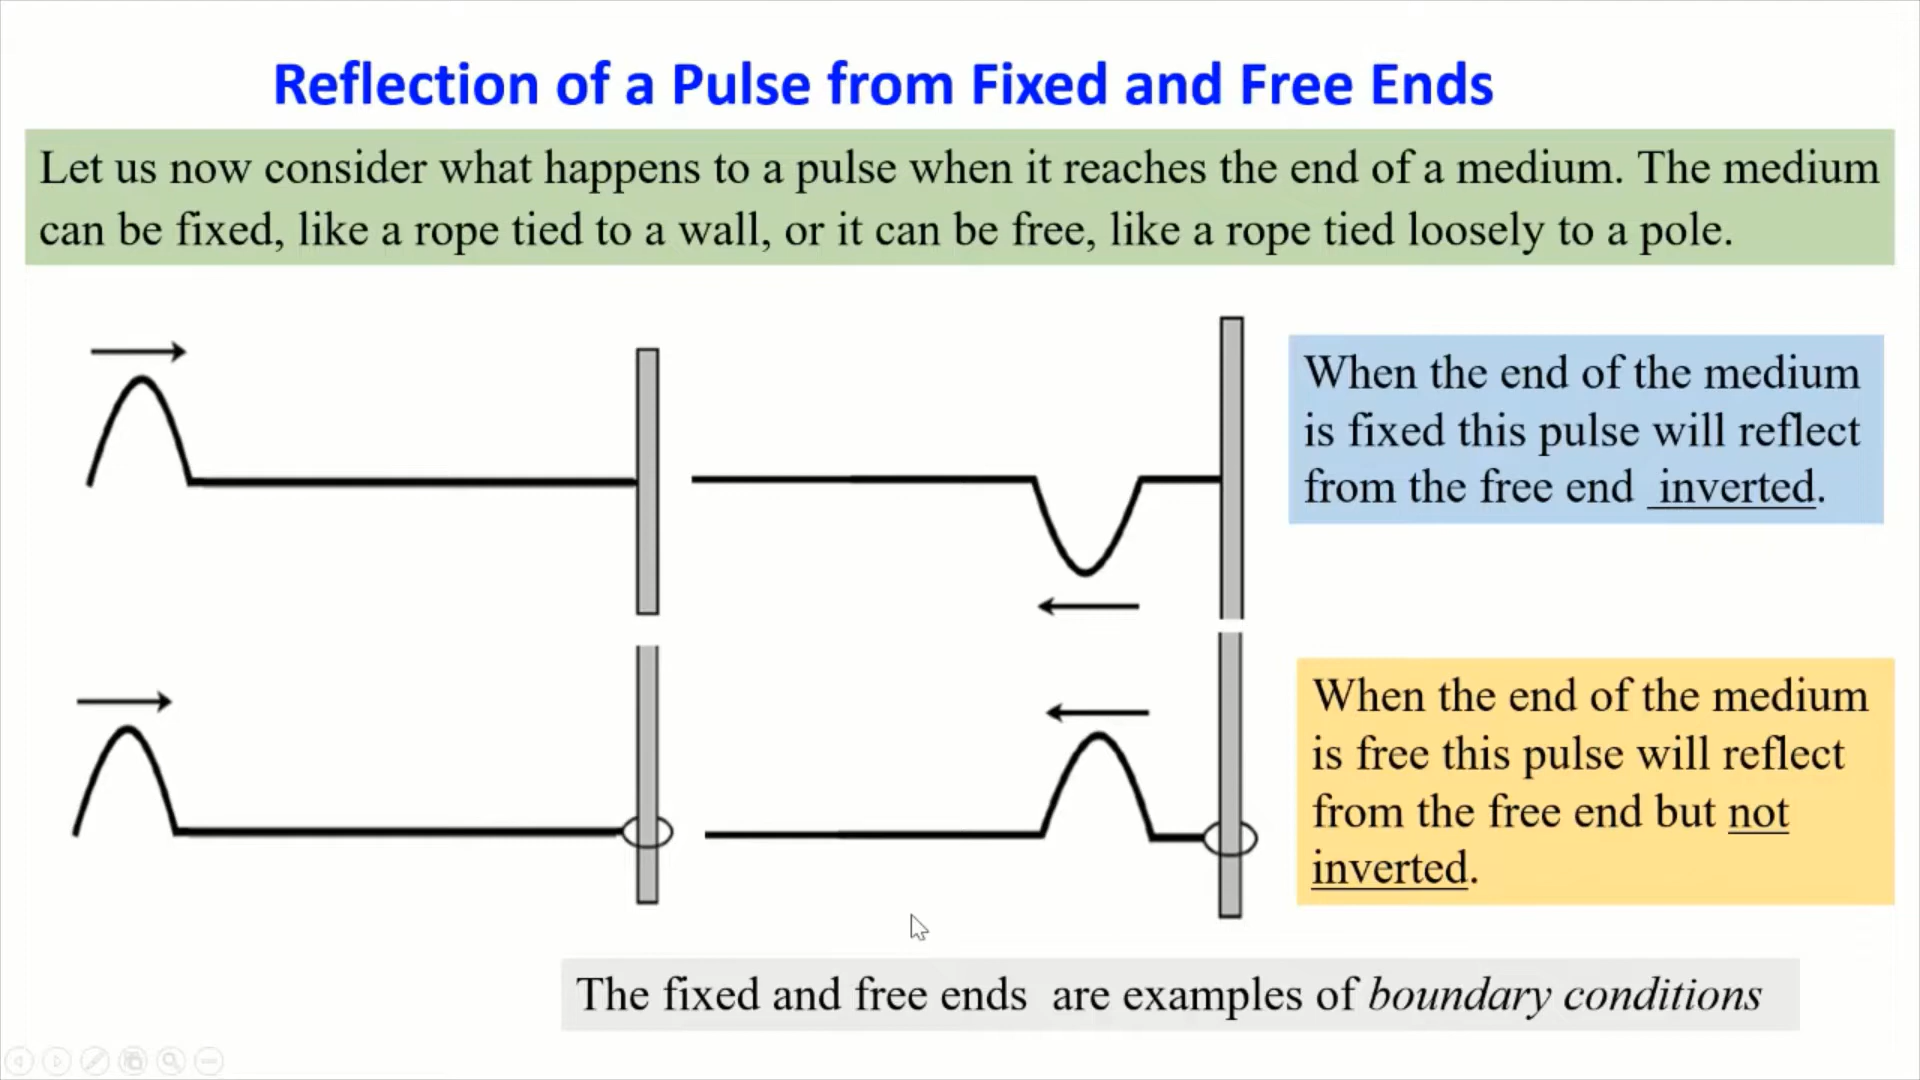 Reflection of a Pulse from Fixed and Free Ends
Let us now consider what happens to a pulse when it reaches the end of a medium. The medium
can be fixed, like a rope tied to a wall, or it can be free, like a rope tied loosely to a pole.
When the end of the medium
is fixed this pulse will reflect
from the free end inverted.
When the end of the medium
is free this pulse will reflect
from the free end but not
inverted.
The fixed and free ends are examples of boundary conditions